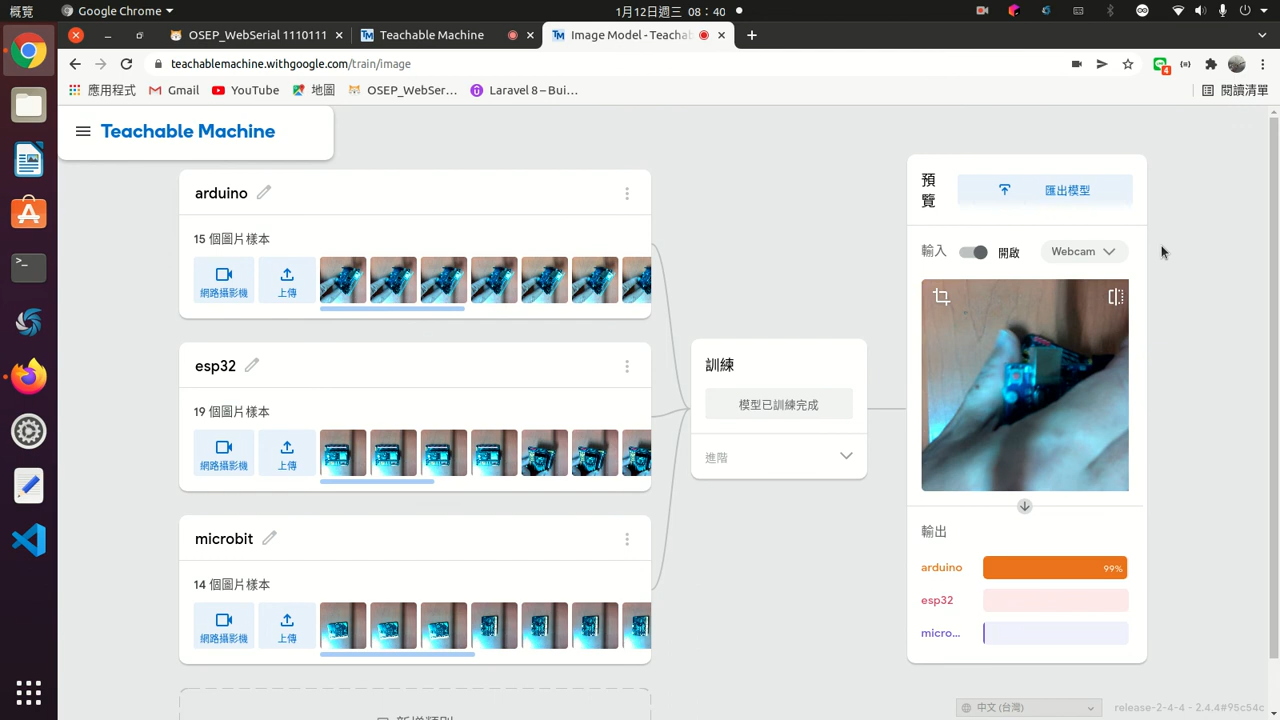 概覽
Google Chrome
1月12日週三 08：40
OSEP_WebSerial 1110111
Teachable Machine
Image Model - Teachab
teachablemachine.withgoogle.com/train/image
4
應用程式
Gmail
YouTube
地圖
OSEP_WebSer...
Laravel 8 – Bui...
閱讀清單
Teachable Machine
arduino
15 個圖片樣本
網路攝影機
上傳
esp32
19 個圖片樣本
網路攝影機
上傳
microbit
14 個圖片樣本
網路攝影機
上傳
新增類別
訓練
模型已訓練完成
進階
預覽
匯出模型
輸入
開啟
Webcam
輸出
arduino
99%
esp32
micro...
中文 (台灣)
release-2-4-4 - 2.4.4#95c54c